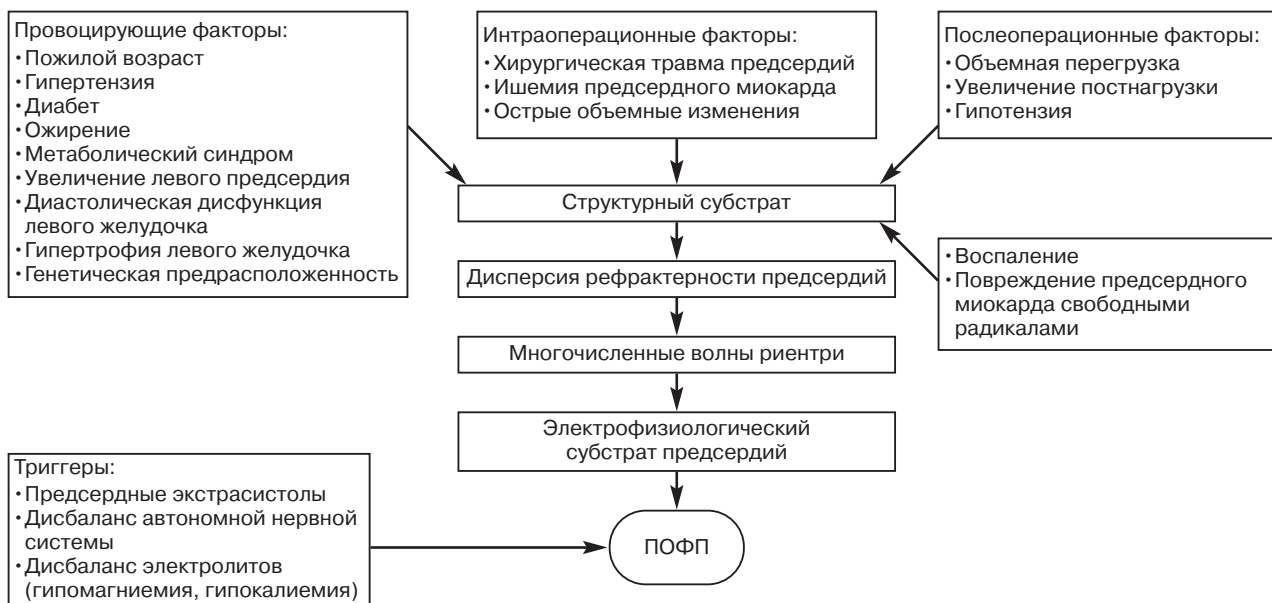 Провоцирующие факторы:
· Пожилой возраст
· Гипертензия
· Диабет
· Ожирение
· Метаболический синдром
· Увеличение левого предсердия
· Диастолическая дисфункция
левого желудочка
· Гипертрофия левого желудочка
· Генетическая предрасположенность
Интраоперационные факторы:
· Хирургическая травма предсердий
· Ишемия предсердного миокарда
· Острые объемные изменения
Послеоперационные факторы:
· Объемная перегрузка
· Увеличение постнагрузки
· Гипотензия
Структурный субстрат
· Воспаление
· Повреждение предсердного
миокарда свободными
радикалами
Дисперсия рефрактерности предсердий
Многочисленные волны риентри
Электрофизиологический
субстрат предсердий
Триггеры:
· Предсердные экстрасистолы
· Дисбаланс автономной нервной
системы
· Дисбаланс электролитов
(гипомагниемия, гипокалиемия)
ПОФП